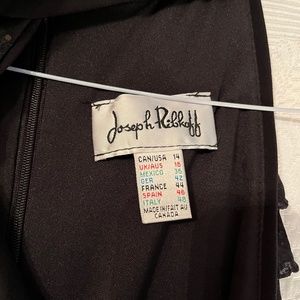 Joseph Ribkoff
CAN/USA 14
UK/AUS 16
MEXICO 36
GER 42
FRANCE 44
SPAIN 46
ITALY 48
MADE IN/FAIT AU
CANADA